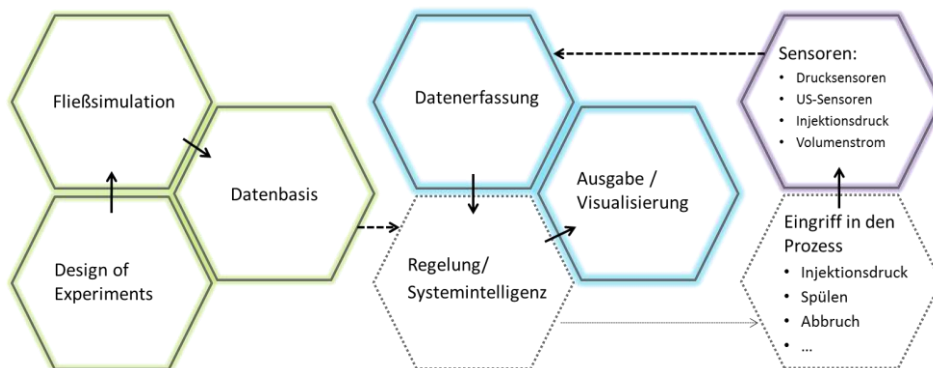 Fließsimulation
Datenbasis
Design of
Experiments
Datenerfassung
Ausgabe /
Visualisierung
Regelung/
Systemintelligenz
Sensoren:
• Drucksensoren
• US-Sensoren
• Injektionsdruck
• Volumenstrom
Eingriff in den
Prozess
• Injektionsdruck
• Spülen
• Abbruch
• ...